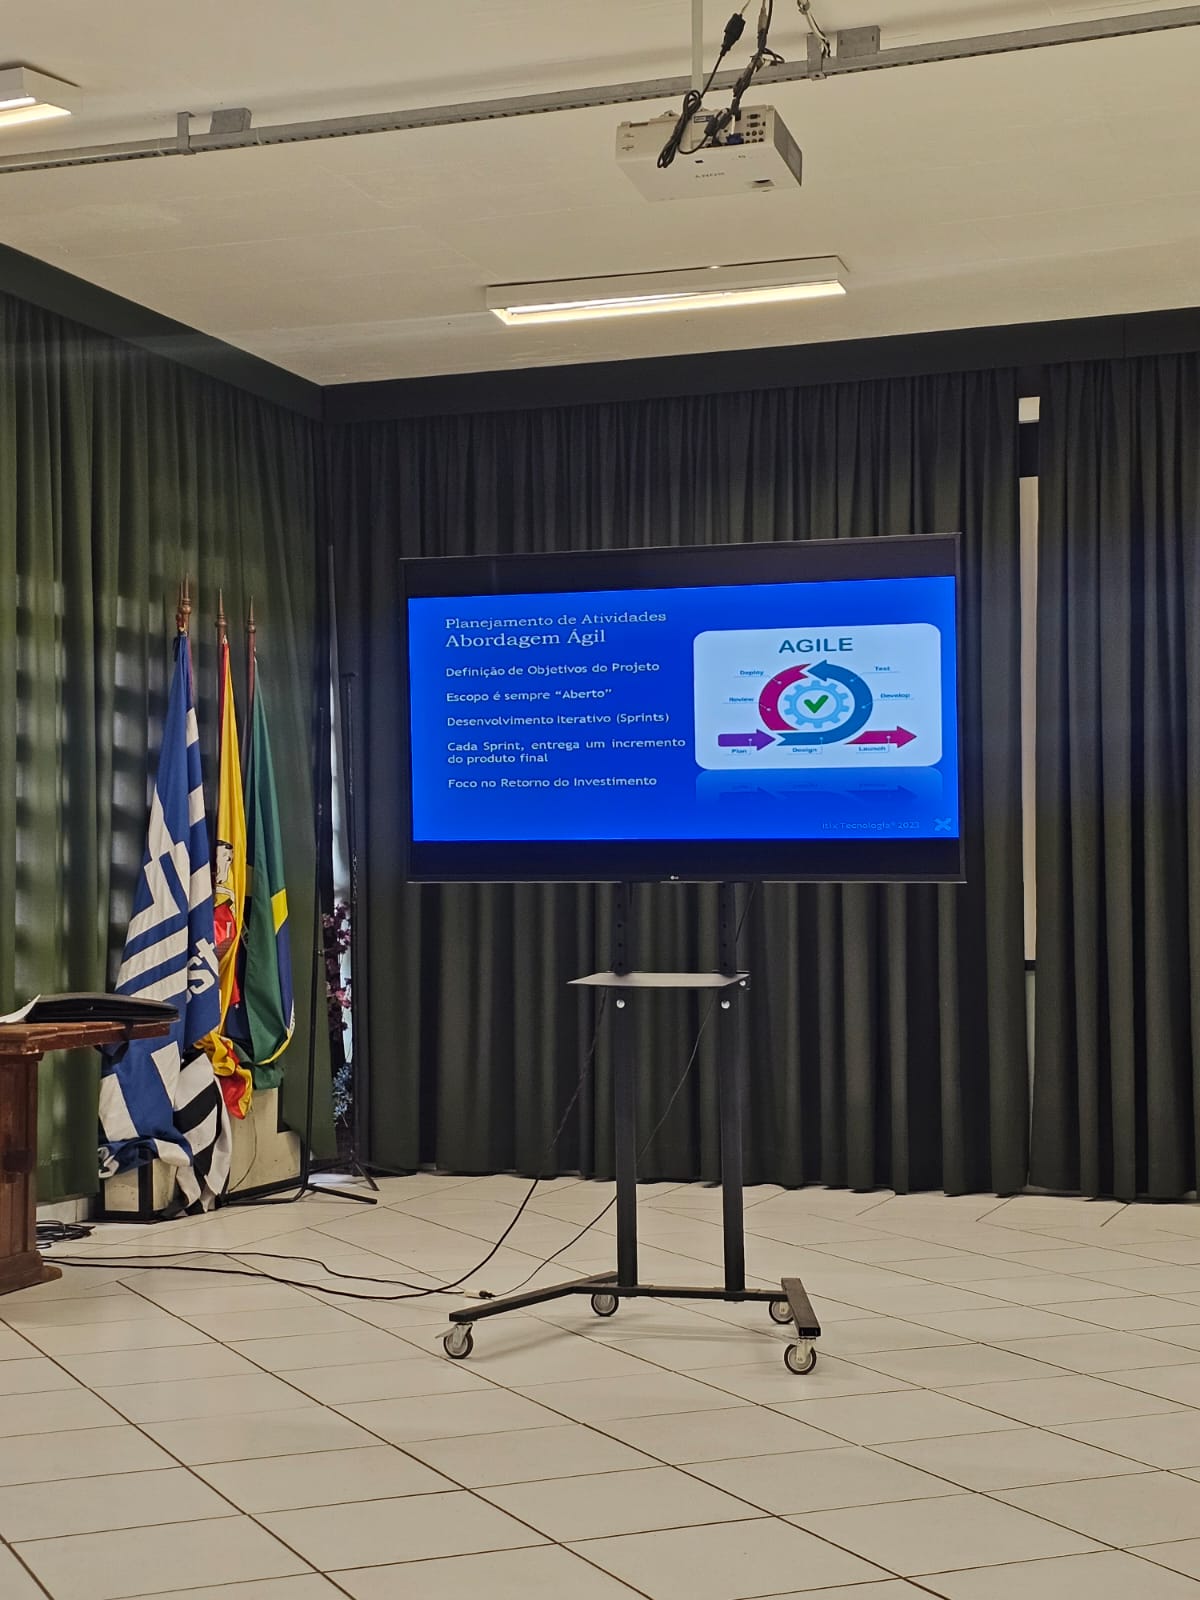 SONY
Planejamento de Atividades
Abordagem Ágil
Definição de Objetivos do Projeto
Escopo é sempre “Aberto”
Desenvolvimento Iterativo (Sprints)
Cada Sprint, entrega um incremento
do produto final
Foco no Retorno do Investimento
AGILE
Deploy
Test
Review
Develop
Plan
Design
Launch
Itix Tecnologia® 2023
LG